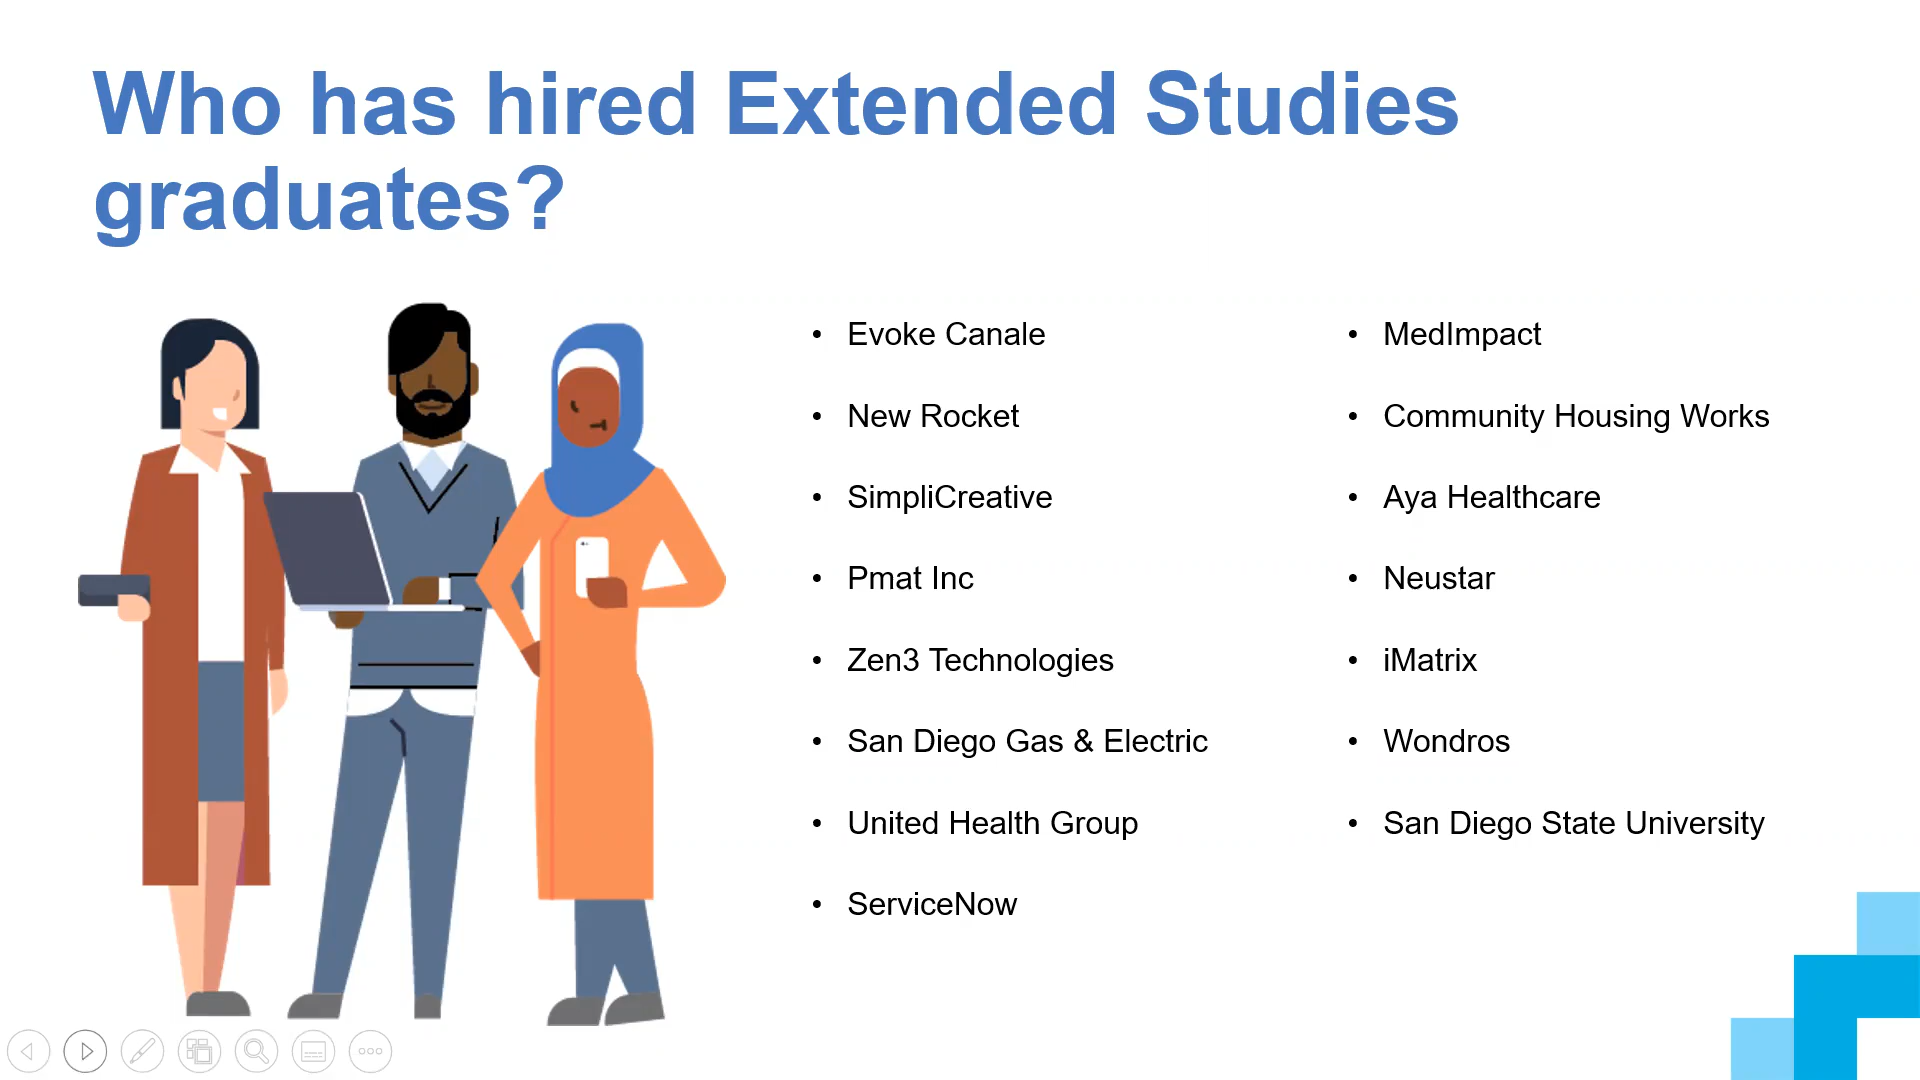 Who has hired Extended Studies
graduates?
• Evoke Canale
• New Rocket
• SimpliCreative
• Pmat Inc
• Zen3 Technologies
• San Diego Gas & Electric
• United Health Group
• ServiceNow
• MedImpact
• Community Housing Works
• Aya Healthcare
• Neustar
• iMatrix
• Wondros
• San Diego State University